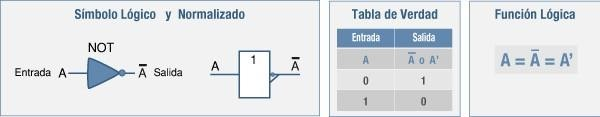 Símbolo Lógico y Normalizado
NOT
Entrada A A̅ Salida
A 1 A̅
Tabla de Verdad
Entrada Salida
A A̅ o A'
0 1
1 0
Función Lógica
A = A̅ = A'